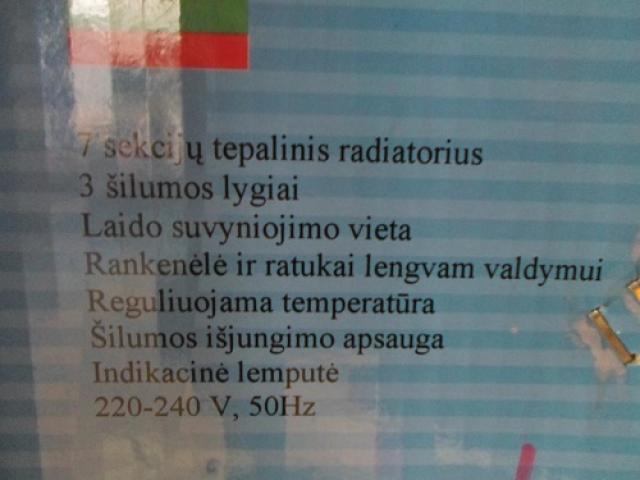 7 sekcijų tepalinis radiatorius
3 šilumos lygiai
Laido suvyniojimo vieta
Rankenėlė ir ratukai lengvam valdymui
Reguliuojama temperatūra
Šilumos išjungimo apsauga
Indikacinė lemputė
220-240 V, 50Hz